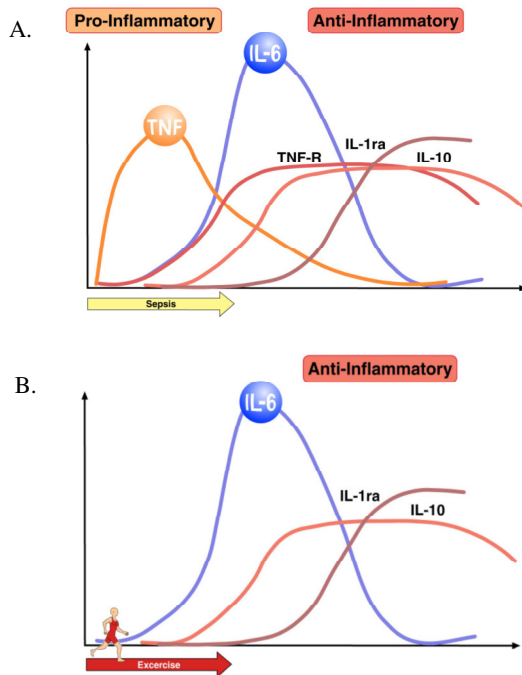 A.
Pro-Inflammatory
Anti-Inflammatory
IL-6
TNF
IL-1ra
TNF-R
IL-10
Sepsis
B.
Anti-Inflammatory
IL-6
IL-1ra
IL-10
Excercise